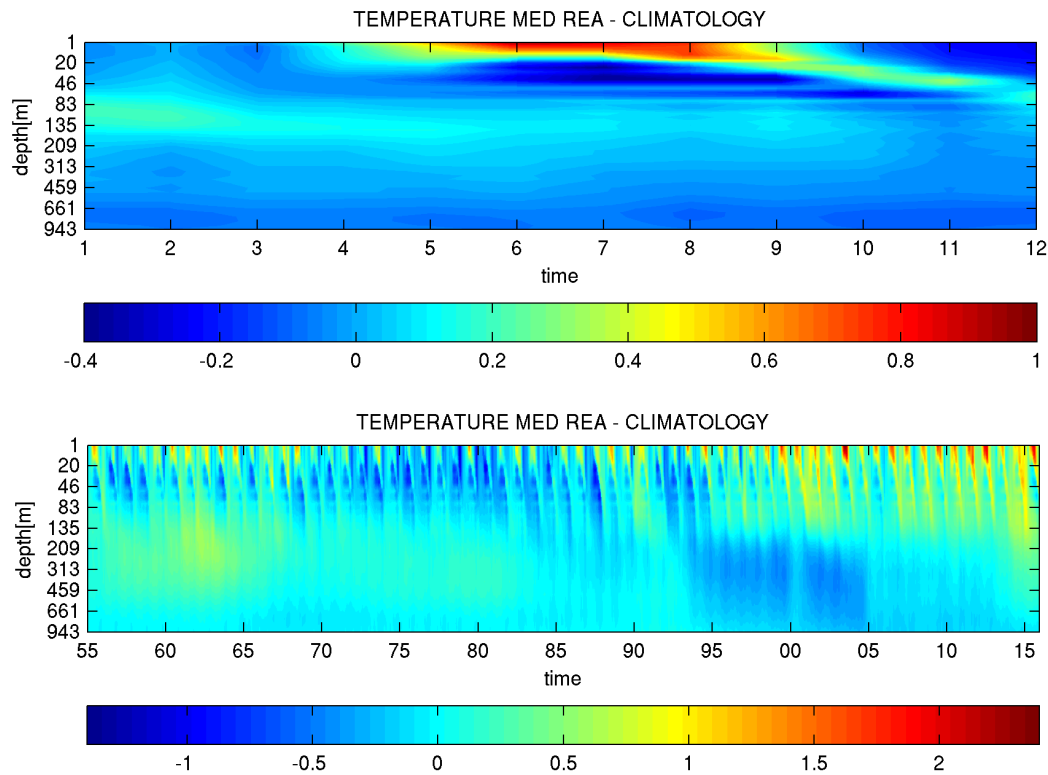 TEMPERATURE MED REA - CLIMATOLOGY
depth[m]
1
20
46
83
135
209
313
459
661
943
1 2 3 4 5 6 7 8 9 10 11 12
time
-0.4 -0.2 0 0.2 0.4 0.6 0.8 1
TEMPERATURE MED REA - CLIMATOLOGY
depth[m]
1
20
46
83
135
209
313
459
661
943
55 60 65 70 75 80 85 90 95 00 05 10 15
time
-1 -0.5 0 0.5 1 1.5 2